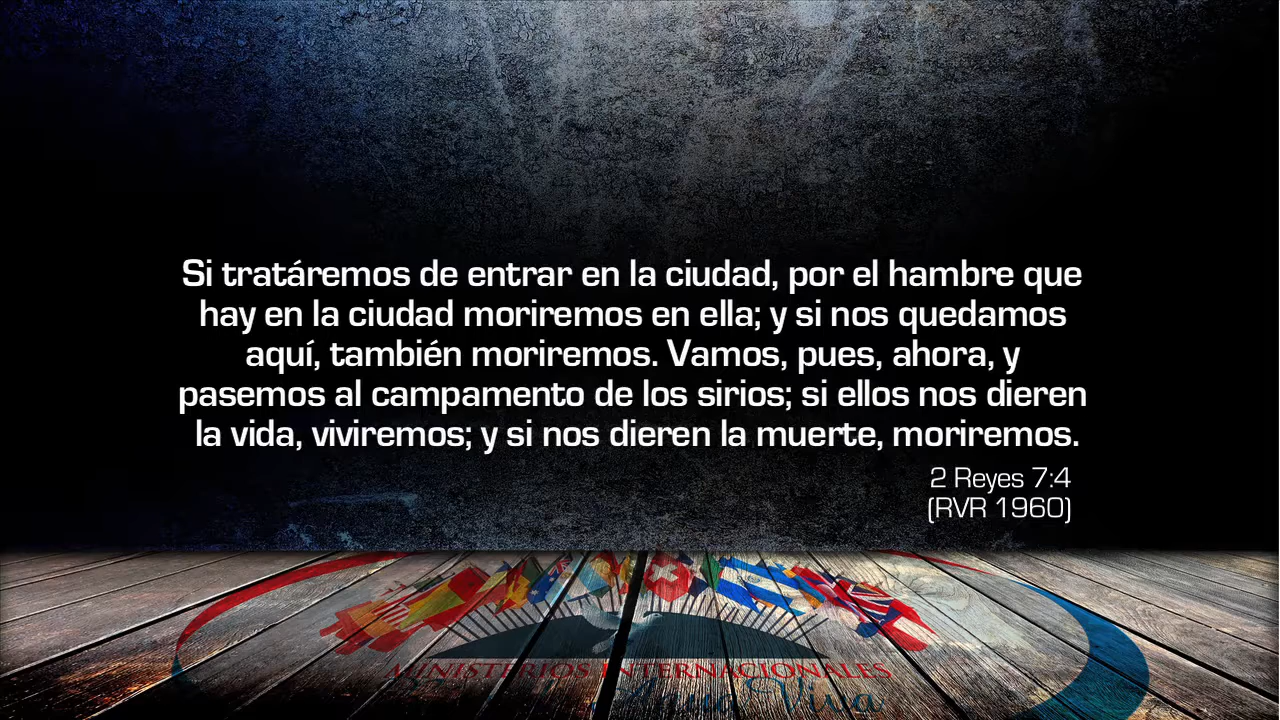 Si tratáremos de entrar en la ciudad, por el hambre que
hay en la ciudad moriremos en ella; y si nos quedamos
aquí, también moriremos. Vamos, pues, ahora, y
pasemos al campamento de los sirios; si ellos nos dieren
la vida, viviremos; y si nos dieren la muerte, moriremos.
2 Reyes 7:4
(RVR 1960)
MINISTERIOS INTERNACIONALES
Viva